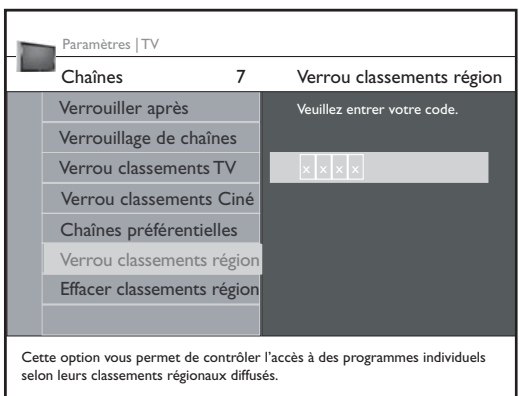 Paramètres | TV
Chaînes 7 Verrou classements région
Verrouiller après
Veuillez entrer votre code.
Verrouillage de chaînes
Verrou classements TV
x x x x
Verrou classements Ciné
Chaînes préférentielles
Verrou classements région
Effacer classements région
Cette option vous permet de contrôler l'accès à des programmes individuels
selon leurs classements régionaux diffusés.